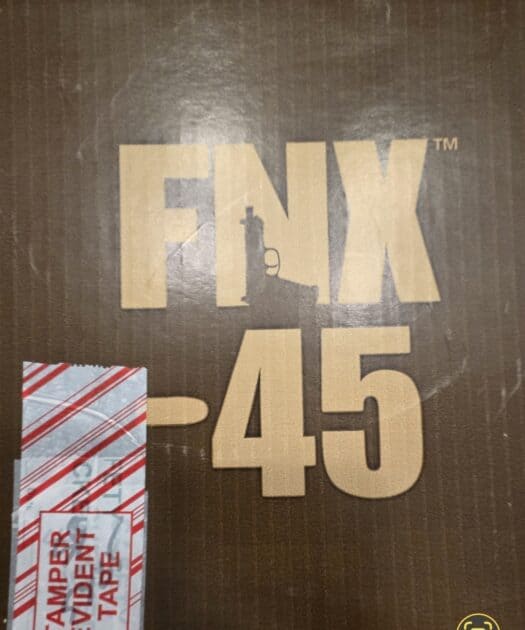 FNX™
-45
TAMPER
EVIDENT
TAPE